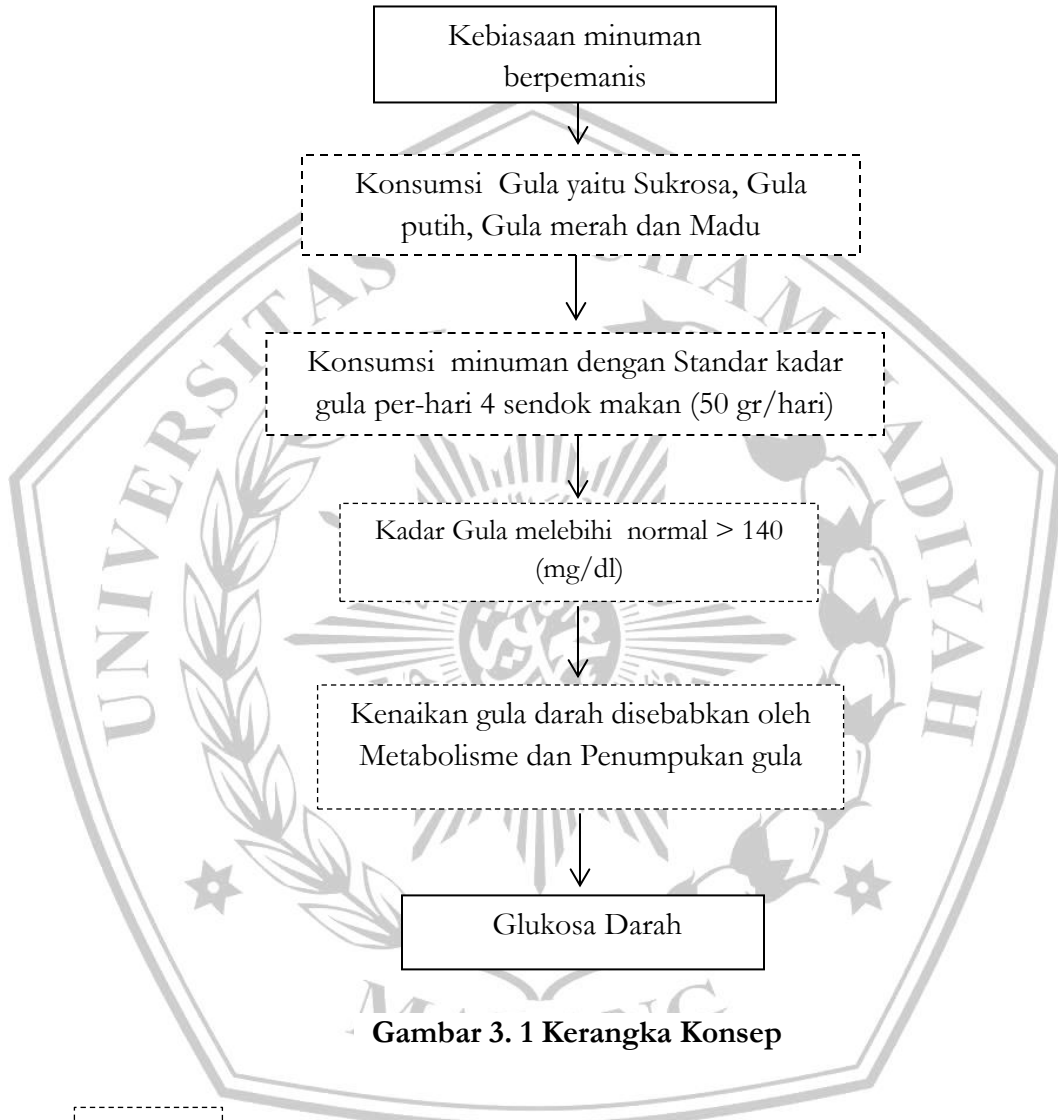 Kebiasaan minuman
berpemanis
Konsumsi Gula yaitu Sukrosa, Gula
putih, Gula merah dan Madu
Konsumsi minuman dengan Standar kadar
gula per-hari 4 sendok makan (50 gr/hari)
Kadar Gula melebihi normal > 140
(mg/dl)
Kenaikan gula darah disebabkan oleh
Metabolisme dan Penumpukan gula
Glukosa Darah
Gambar 3. 1 Kerangka Konsep
UNIVERSITAS